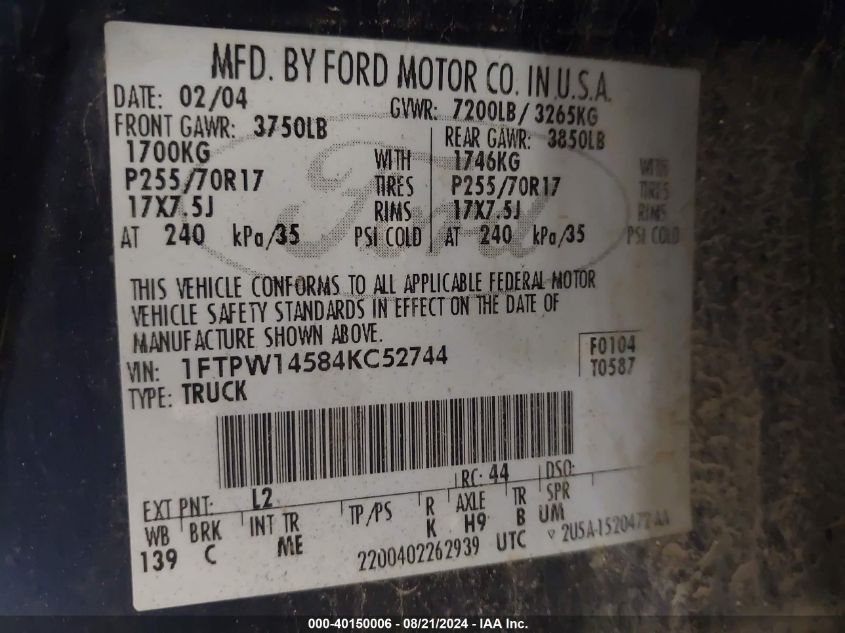 MFD. BY FORD MOTOR CO. IN U.S.A.
DATE: 02/04 GVWR: 7200LB / 3265KG
FRONT GAWR: 3750LB REAR GAWR: 3850LB
1700KG WITH 1746KG WITH
P255/70R17 TIRES P255/70R17 TIRES
17X7.5J RIMS 17X7.5J RIMS
AT 240 kPa/35 PSI COLD AT 240 kPa/35 PSI COLD
Ford
THIS VEHICLE CONFORMS TO ALL APPLICABLE FEDERAL MOTOR
VEHICLE SAFETY STANDARDS IN EFFECT ON THE DATE OF
MANUFACTURE SHOWN ABOVE.
VIN: 1FTPW14584KC52744 F0104
TYPE: TRUCK T0587
EXT PNT: L2 RC: 44 DSO:
WB BRK INT TR TP/PS R AXLE TR SPR
139 C ME K H9 B UM
2200402262939 UTC ▽ 2U5A-1520472-AA
000-40150006 - 08/21/2024 - IAA Inc.